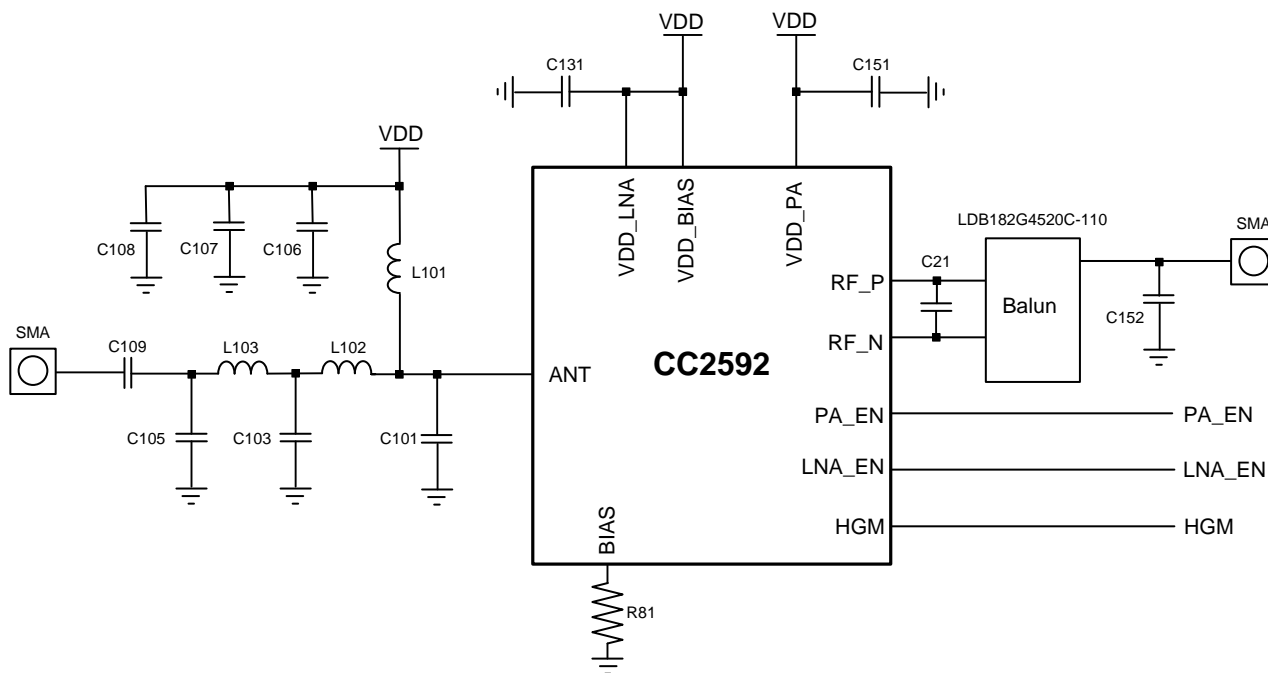 VDD
VDD
C131
C151
VDD
VDD_LNA
VDD_BIAS
VDD_PA
LDB182G4520C-110
SMA
C108
C107
C106
L101
RF_P
C21
Balun
C152
SMA
C109
L103
L102
RF_N
ANT
CC2592
C105
C103
C101
PA_EN
PA_EN
LNA_EN
LNA_EN
HGM
HGM
BIAS
R81